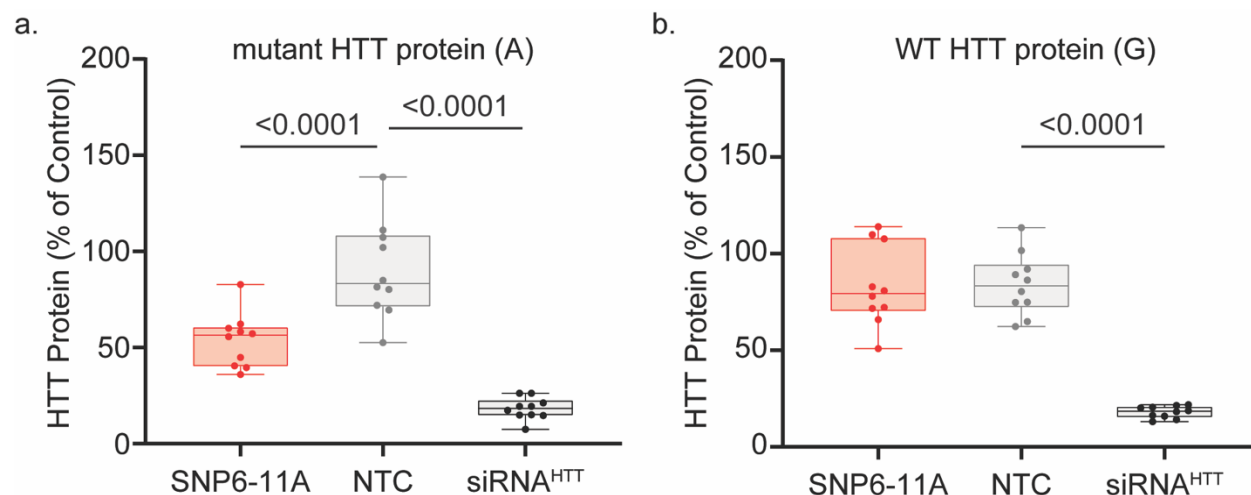 a.
mutant HTT protein (A)
HTT Protein (% of Control)
200
150
100
50
0
<0.0001
<0.0001
SNP6-11A NTC siRNAᴴᵀᵀ
b.
WT HTT protein (G)
HTT Protein (% of Control)
200
150
100
50
0
<0.0001
SNP6-11A NTC siRNAᴴᵀᵀ